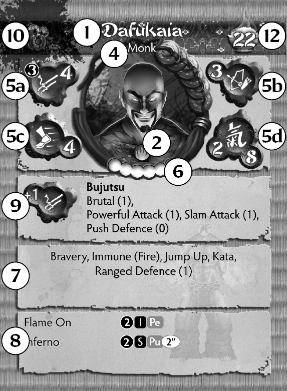 10 1 Dafukaia 22 12
4 Monk
5a 3 4 3 5b
5c 4 2 氣 8 5d
2
6
Bujutsu
9 +1 Brutal (1),
Powerful Attack (1), Slam Attack (1),
Push Defence (0)
Bravery, Immune (Fire), Jump Up, Kata,
7 Ranged Defence (1)
Flame On 2 I Pe
8 Inferno 2 S Pu 2"